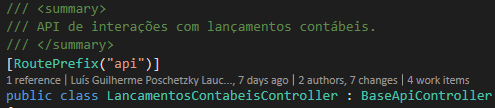 /// <summary>
/// API de interações com lançamentos contábeis.
/// </summary>
[RoutePrefix("api")]
1 reference | Luís Guilherme Poschetzky Lauc..., 7 days ago | 2 authors, 7 changes | 4 work items
public class LancamentosContabeisController : BaseApiController